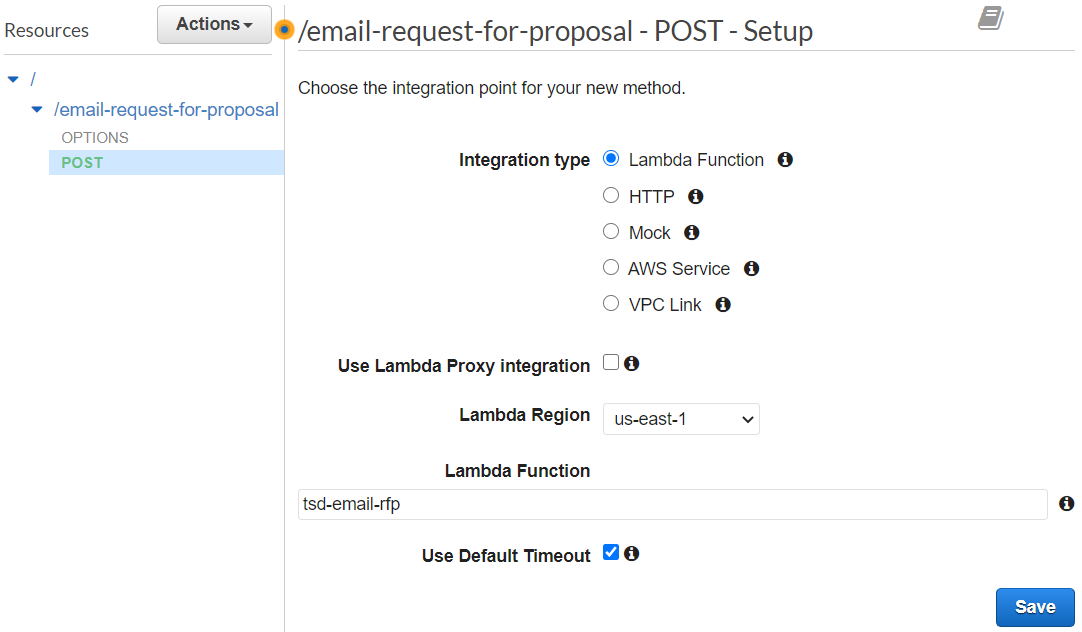 Resources
Actions
/email-request-for-proposal - POST - Setup
/
/email-request-for-proposal
OPTIONS
POST
Choose the integration point for your new method.
Integration type
Lambda Function
HTTP
Mock
AWS Service
VPC Link
Use Lambda Proxy integration
Lambda Region
us-east-1
Lambda Function
tsd-email-rfp
Use Default Timeout
Save